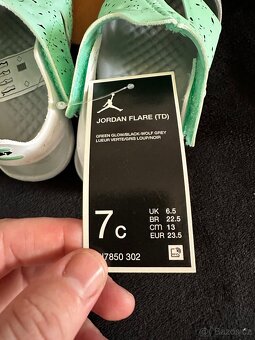 JORDAN FLARE (TD)
GREEN GLOW/BLACK-WOLF GREY
LUEUR VERTE/GRIS LOUP/NOIR
7C
UK 6.5
BR 22.5
CM 13
EUR 23.5
7850 302